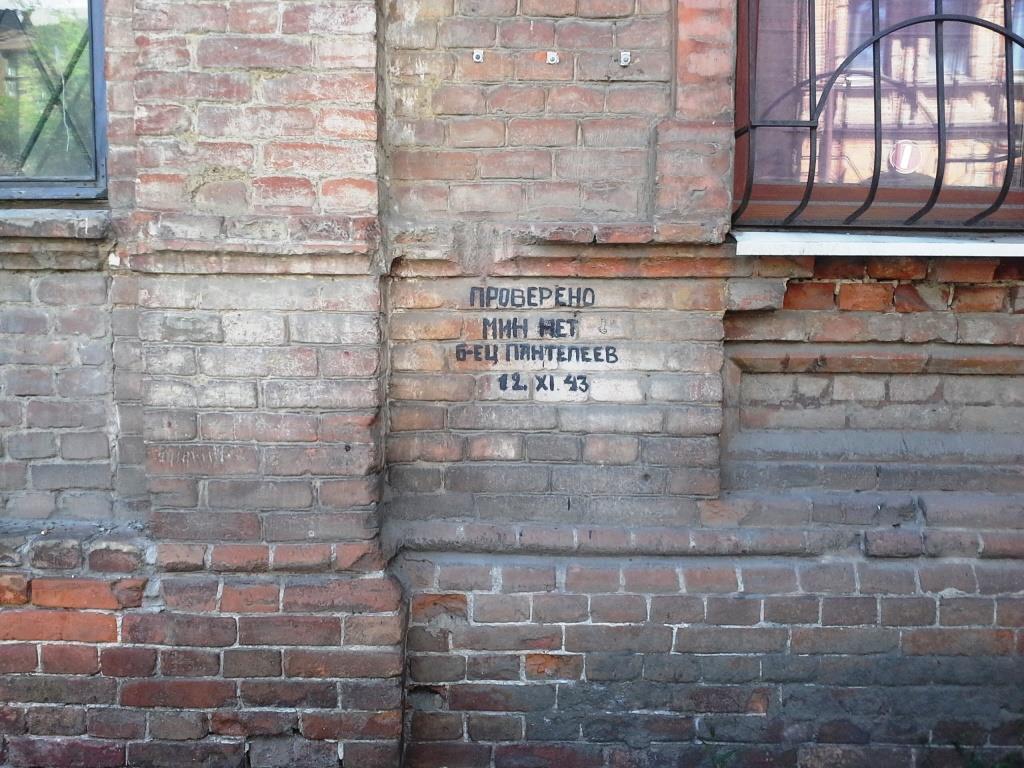 ПРОВЕРЕНО
МИН НЕТ
Б-ЕЦ ПАНТЕЛЕЕВ
12. XI. 43